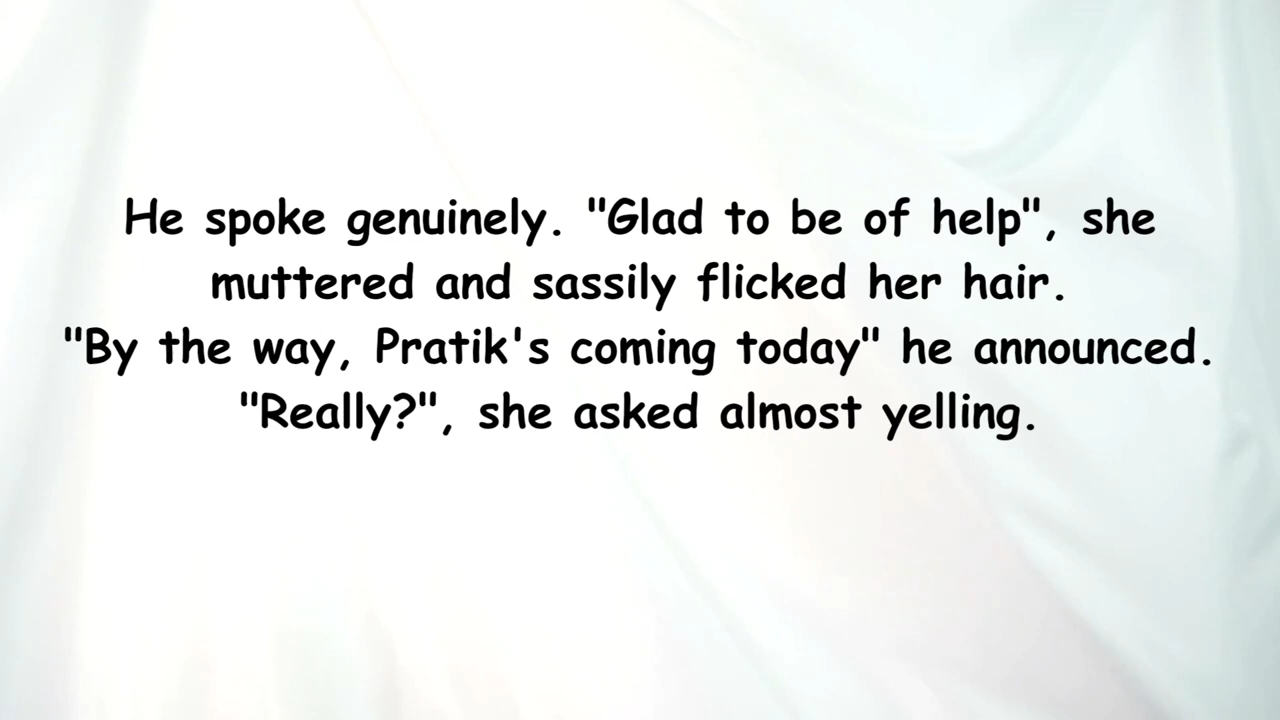 He spoke genuinely. "Glad to be of help", she
muttered and sassily flicked her hair.
"By the way, Pratik's coming today" he announced.
"Really?", she asked almost yelling.